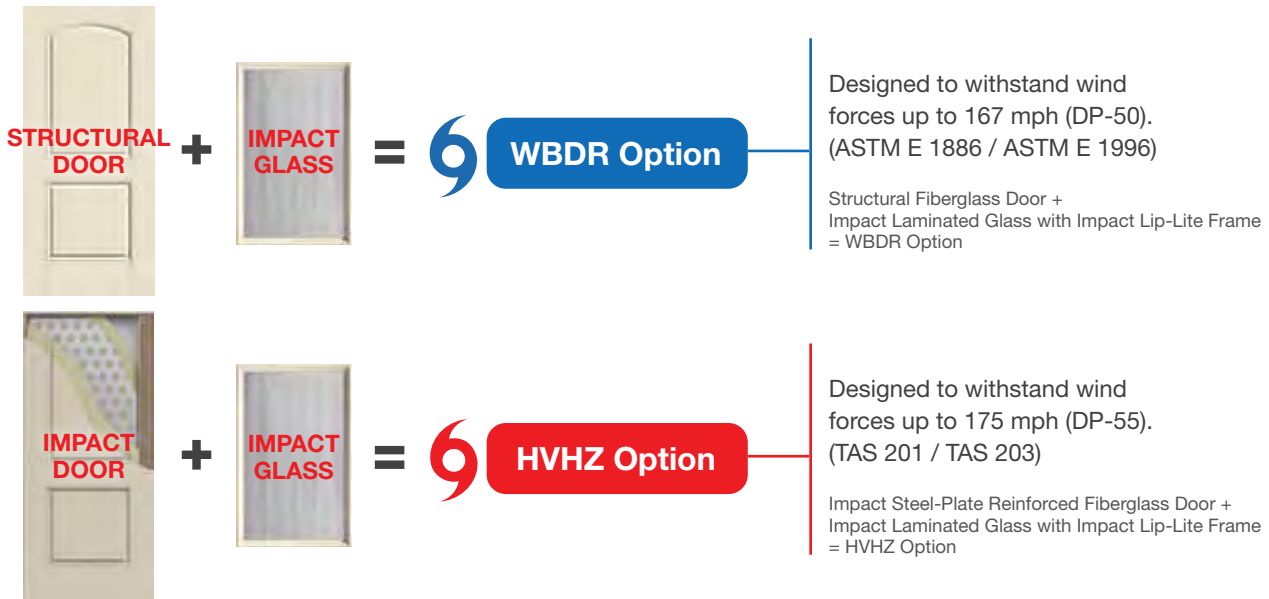 STRUCTURAL
DOOR
+
IMPACT
GLASS
=
WBDR Option
Designed to withstand wind
forces up to 167 mph (DP-50).
(ASTM E 1886 / ASTM E 1996)
Structural Fiberglass Door +
Impact Laminated Glass with Impact Lip-Lite Frame
= WBDR Option
IMPACT
DOOR
+
IMPACT
GLASS
=
HVHZ Option
Designed to withstand wind
forces up to 175 mph (DP-55).
(TAS 201 / TAS 203)
Impact Steel-Plate Reinforced Fiberglass Door +
Impact Laminated Glass with Impact Lip-Lite Frame
= HVHZ Option